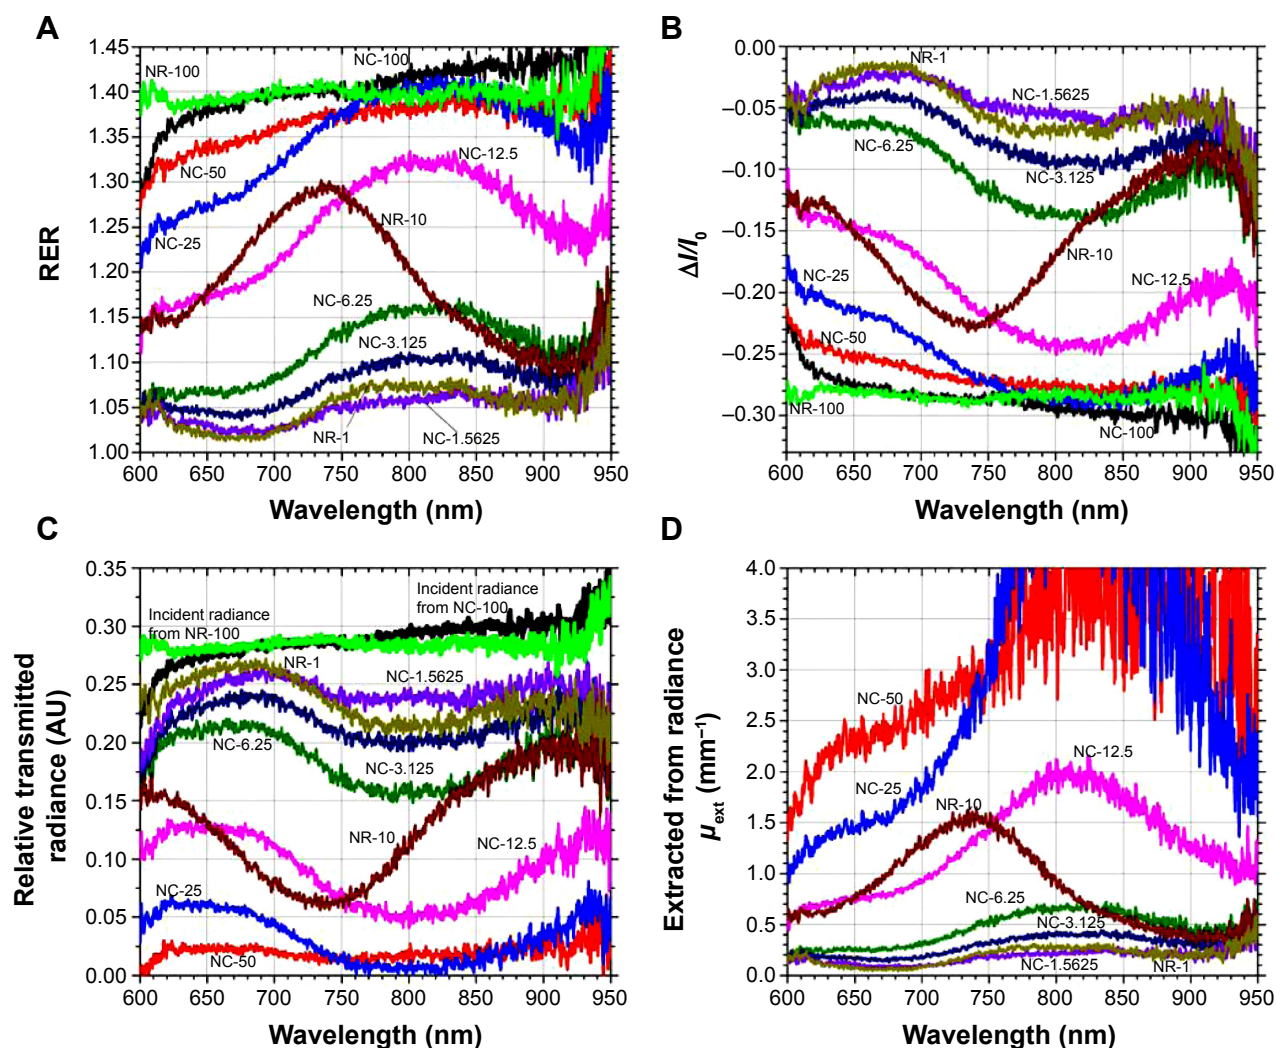 A
1.45
1.40
1.35
1.30
1.25
1.20
1.15
1.10
1.05
1.00
RER
NR-100
NC-100
NC-50
NC-25
NC-12.5
NR-10
NC-6.25
NC-3.125
NR-1
NC-1.5625
600 650 700 750 800 850 900 950
Wavelength (nm)
B
0.00
–0.05
–0.10
–0.15
–0.20
–0.25
–0.30
ΔI/I0
NR-1
NC-1.5625
NC-6.25
NC-3.125
NR-10
NC-25
NC-12.5
NC-50
NR-100
NC-100
600 650 700 750 800 850 900 950
Wavelength (nm)
C
0.35
0.30
0.25
0.20
0.15
0.10
0.05
0.00
Relative transmitted
radiance (AU)
Incident radiance
from NC-100
Incident radiance
from NR-100
NR-1
NC-1.5625
NC-6.25
NC-3.125
NR-10
NC-12.5
NC-25
NC-50
600 650 700 750 800 850 900 950
Wavelength (nm)
D
4.0
3.5
3.0
2.5
2.0
1.5
1.0
0.5
0.0
Extracted from radiance
μext (mm–1)
NC-50
NC-12.5
NC-25
NR-10
NC-6.25
NC-3.125
NC-1.5625
NR-1
600 650 700 750 800 850 900 950
Wavelength (nm)